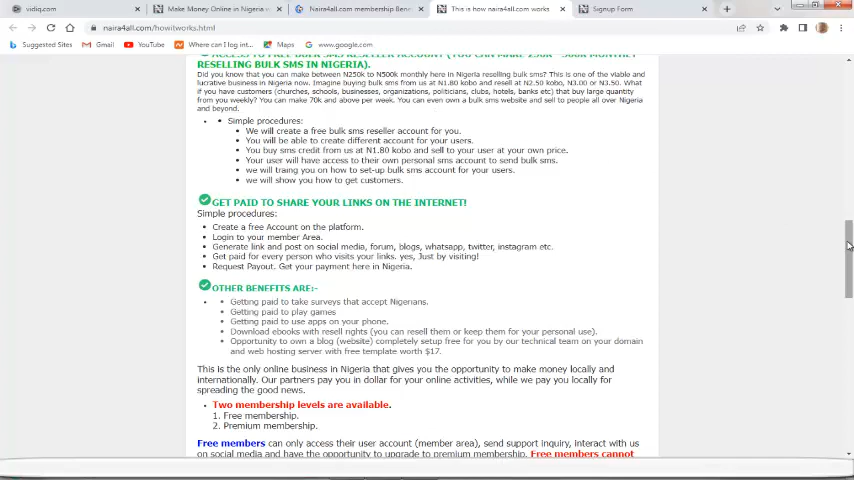 vidiq.com
Make Money Online in Nigeria w
Naira4all.com membership Bene
This is how naira4all.com works
Signup Form
naira4all.com/howitworks.html
Suggested Sites
Gmail
YouTube
Where can I log int...
Maps
www.google.com
RESELLING BULK SMS IN NIGERIA).
Did you know that you can make between N250k to N500k monthly here in Nigeria reselling bulk sms? This is one of the viable and
lucrative business in Nigeria now. Imagine buying bulk sms from us at N1.80 kobo and resell at N2.50 kobo, N3.00 or N3.50. What
if you have customers (churches, schools, businesses, organizations, politicians, clubs, hotels, banks etc) that buy large quantity
from you weekly? You can make 70k and above per week. You can even own a bulk sms website and sell to people all over Nigeria
and beyond.
Simple procedures:
We will create a free bulk sms reseller account for you.
You will be able to create different account for your users.
You buy sms credit from us at N1.80 kobo and sell to your user at your own price.
Your user will have access to their own personal sms account to send bulk sms.
we will traing you on how to set-up bulk sms account for your users.
we will show you how to get customers.
GET PAID TO SHARE YOUR LINKS ON THE INTERNET!
Simple procedures:
Create a free Account on the platform.
Login to your member Area.
Generate link and post on social media, forum, blogs, whatsapp, twitter, instagram etc.
Get paid for every person who visits your links. yes, Just by visiting!
Request Payout. Get your payment here in Nigeria.
OTHER BENEFITS ARE:-
Getting paid to take surveys that accept Nigerians.
Getting paid to play games
Getting paid to use apps on your phone.
Download ebooks with resell rights (you can resell them or keep them for your personal use).
Opportunity to own a blog (website) completely setup free for you by our technical team on your domain
and web hosting server with free template worth $17.
This is the only online business in Nigeria that gives you the opportunity to make money locally and
internationally. Our partners pay you in dollar for your online activities, while we pay you locally for
spreading the good news.
Two membership levels are available.
1. Free membership.
2. Premium membership.
Free members can only access their user account (member area), send support inquiry, interact with us
on social media and have the opportunity to upgrade to premium membership. Free members cannot